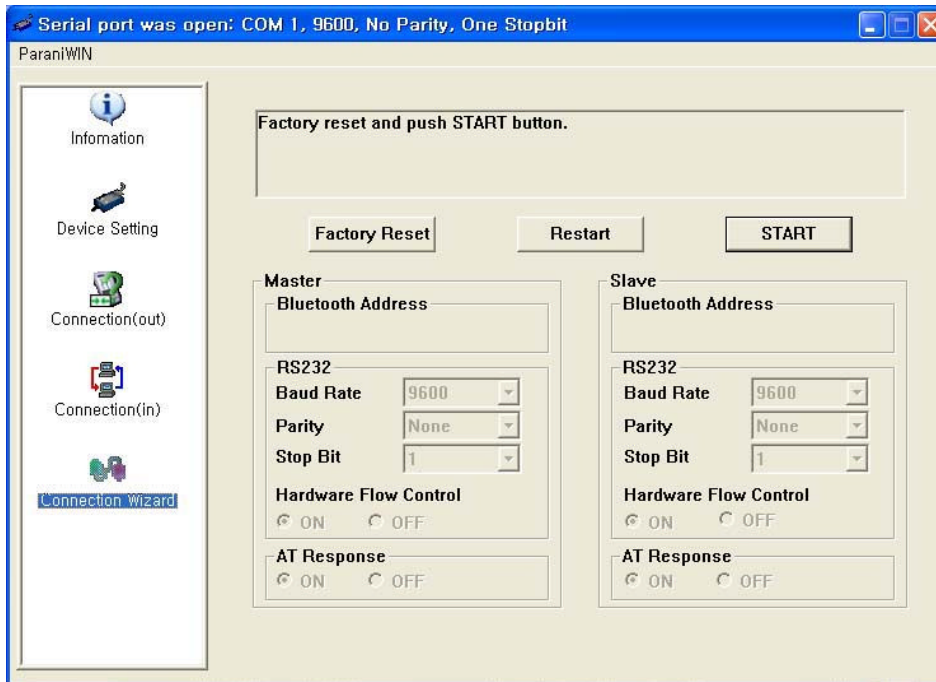 Serial port was open: COM 1, 9600, No Parity, One Stopbit
ParaniWIN
Infomation
Device Setting
Connection(out)
Connection(in)
Connection Wizard
Factory reset and push START button.
Factory Reset Restart START
Master
Bluetooth Address
RS232
Baud Rate 9600
Parity None
Stop Bit 1
Hardware Flow Control
ON OFF
AT Response
ON OFF
Slave
Bluetooth Address
RS232
Baud Rate 9600
Parity None
Stop Bit 1
Hardware Flow Control
ON OFF
AT Response
ON OFF